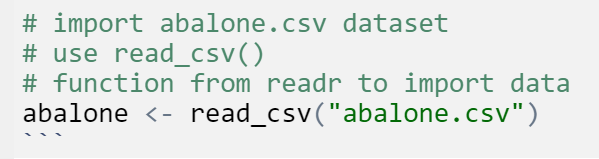 # import abalone.csv dataset
# use read_csv()
# function from readr to import data
abalone <- read_csv("abalone.csv")
```